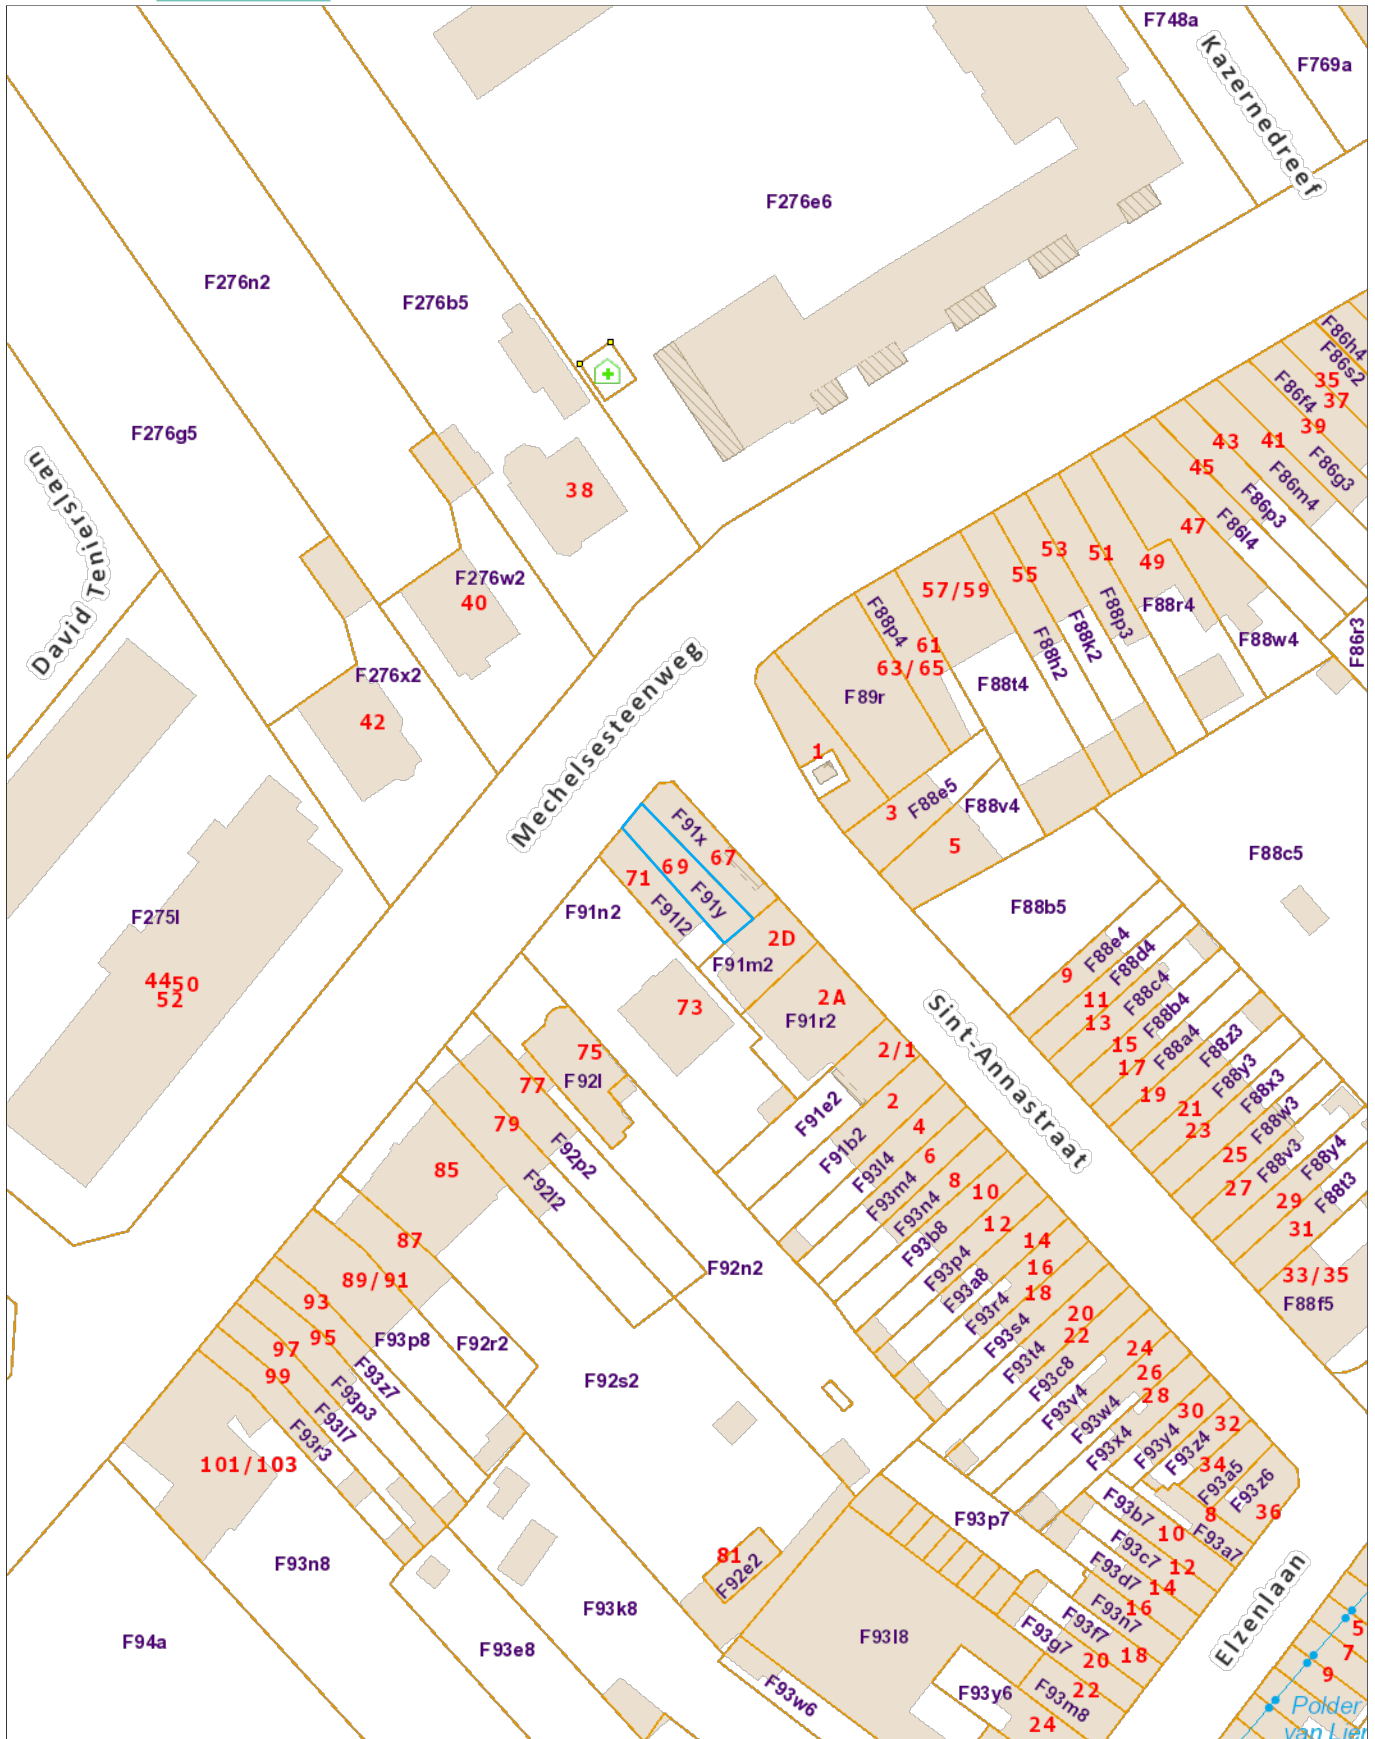 F748a
Kazernedreef
F769a
F276e6
F276n2
F276b5
F276g5
David Tenierslaan
38
F276w2
40
F276x2
42
Mechelsesteenweg
F275l
4450
52
F86h4
F86s2
35
37
F86f4
39
41
43
45
F86g3
F86m4
F86p3
F86l4
47
49
51
53
55
57/59
F88p4
61
63/65
F89r
F88t4
F88h2
F88k2
F88p3
F88r4
F88w4
F86r3
1
3
F88e5
F88v4
5
F88c5
F88b5
F91x
67
69
71
F91y
F91l2
F91n2
2D
F91m2
2A
F91r2
73
2/1
75
F92l
77
79
F92p2
F92l2
85
87
89/91
93
95
97
99
F93p8
F92r2
F93z7
F93p3
F93l7
F93r3
101/103
F93n8
F94a
F92n2
F92s2
F91e2
F91b2
2
4
6
8
10
12
14
16
18
20
22
24
26
28
30
32
34
36
F93l4
F93m4
F93n4
F93b8
F93p4
F93a8
F93r4
F93s4
F93t4
F93c8
F93v4
F93w4
F93x4
F93y4
F93z4
F93a5
F93z6
Sint-Annastraat
9
F88e4
F88d4
11
F88c4
13
F88b4
15
F88a4
17
F88z3
19
F88y3
21
F88x3
23
F88w3
25
F88v3
27
F88y4
29
F88t3
31
33/35
F88f5
F93p7
F93b7
8
F93a7
10
F93c7
12
F93d7
14
F93n7
16
F93f7
18
F93g7
20
22
F93m8
24
F93y6
F93l8
81
F92e2
F93k8
F93e8
F93w6
Elzenlaan
5
7
9
Polder
van Lier